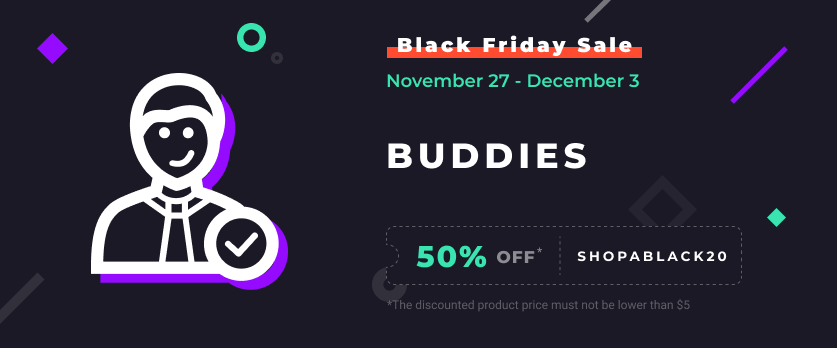 Black Friday Sale
November 27 - December 3
BUDDIES
50% OFF* SHOPABLACK20
*The discounted product price must not be lower than $5